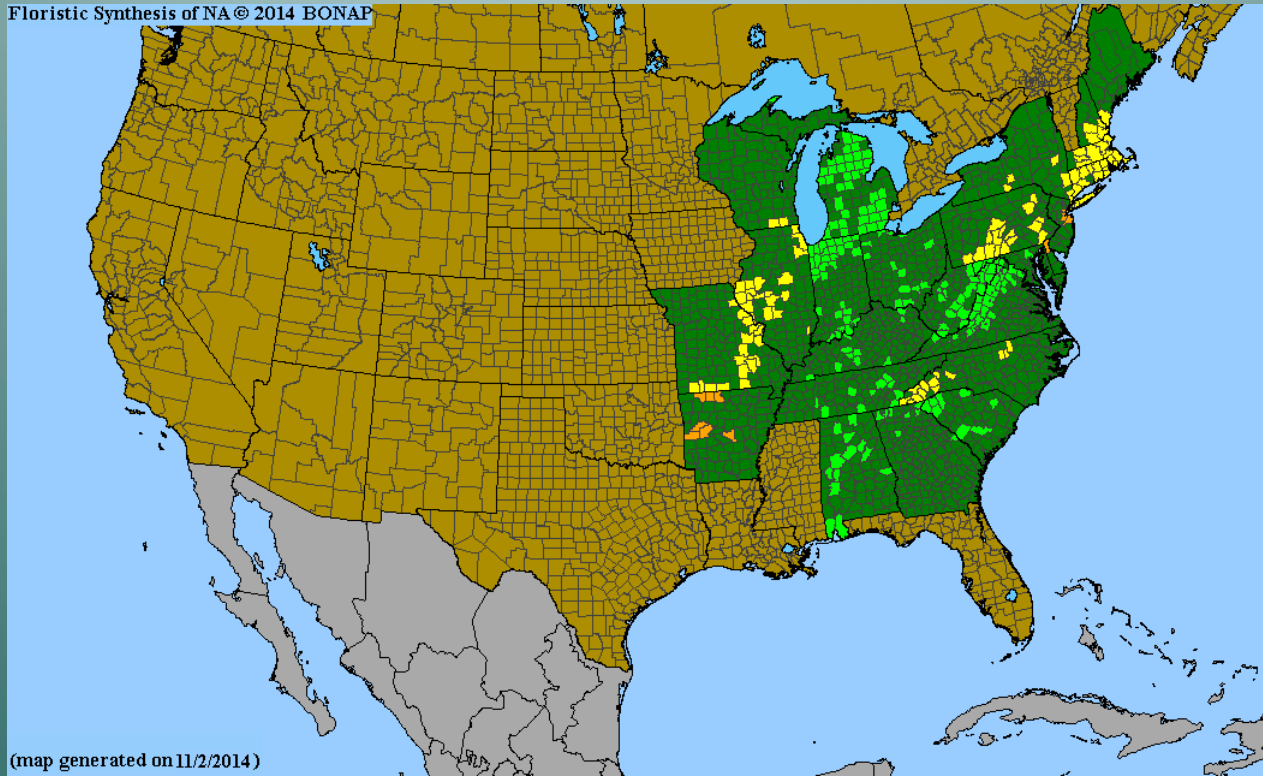 Floristic Synthesis of NA © 2014 BONAP
(map generated on 11/2/2014)